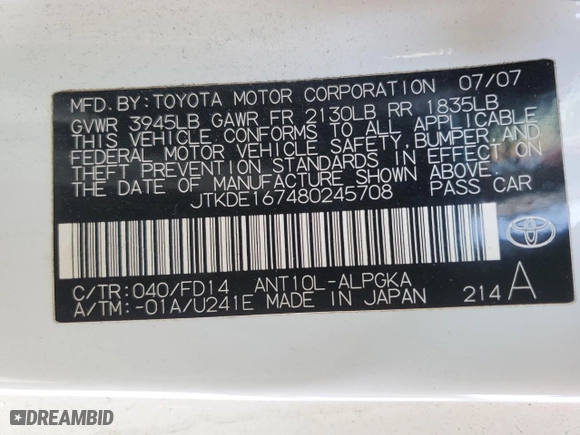 MFD. BY: TOYOTA MOTOR CORPORATION 07/07
GVWR 3945LB GAWR FR 2130LB RR 1835LB
THIS VEHICLE CONFORMS TO ALL APPLICABLE
FEDERAL MOTOR VEHICLE SAFETY, BUMPER, AND
THEFT PREVENTION STANDARDS IN EFFECT ON
THE DATE OF MANUFACTURE SHOWN ABOVE.
JTKDE167480245708 PASS CAR
C/TR: 040/FD14 ANT10L-ALPGKA
A/TM: -01A/U241E MADE IN JAPAN 214 A
DREAMBID